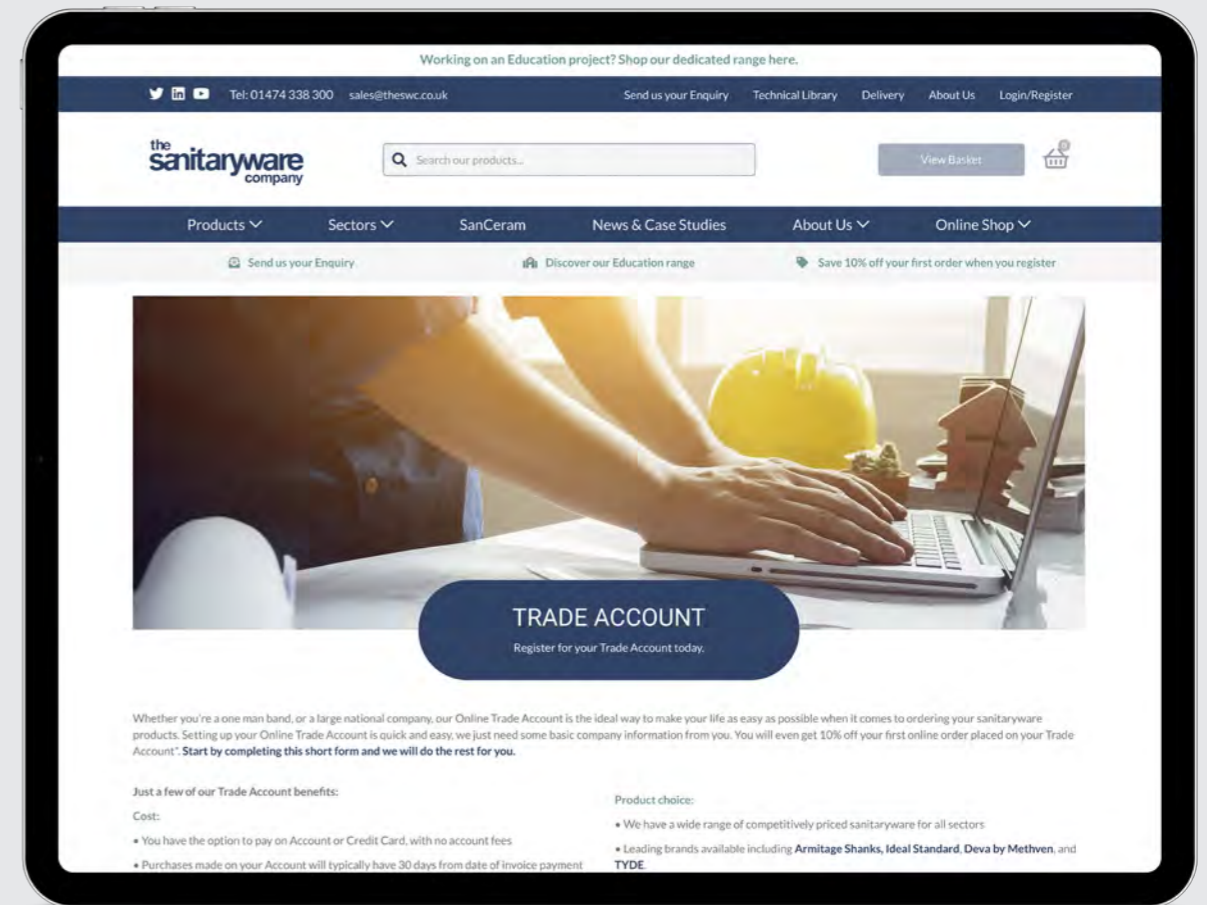 Working on an Education project? Shop our dedicated range here.
Tel: 01474 338 300 sales@theswc.co.uk Send us your Enquiry Technical Library Delivery About Us Login/Register
the
sanitaryware
company
Search our products...
View Basket
0
Products Sectors SanCeram News & Case Studies About Us Online Shop
Send us your Enquiry Discover our Education range Save 10% off your first order when you register
TRADE ACCOUNT
Register for your Trade Account today.
Whether you're a one man band, or a large national company, our Online Trade Account is the ideal way to make your life as easy as possible when it comes to ordering your sanitaryware
products. Setting up your Online Trade Account is quick and easy, we just need some basic company information from you. You will even get 10% off your first online order placed on your Trade
Account*. Start by completing this short form and we will do the rest for you.
Just a few of our Trade Account benefits:
Cost:
• You have the option to pay on Account or Credit Card, with no account fees
• Purchases made on your Account will typically have 30 days from date of invoice payment
Product choice:
• We have a wide range of competitively priced sanitaryware for all sectors
• Leading brands available including Armitage Shanks, Ideal Standard, Deva by Methven, and
TYDE.